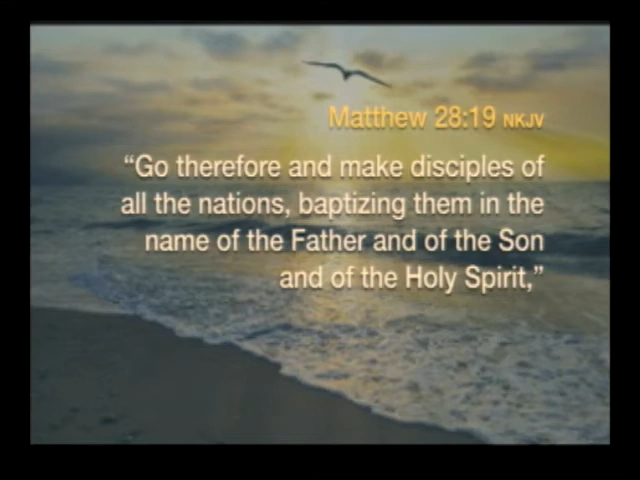 Matthew 28:19 NKJV
“Go therefore and make disciples of
all the nations, baptizing them in the
name of the Father and of the Son
and of the Holy Spirit,”